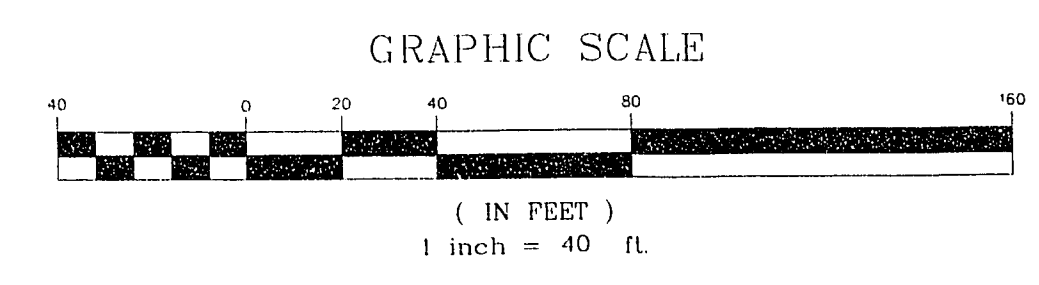 GRAPHIC SCALE
40 0 20 40 80 160
( IN FEET )
1 inch = 40 ft.